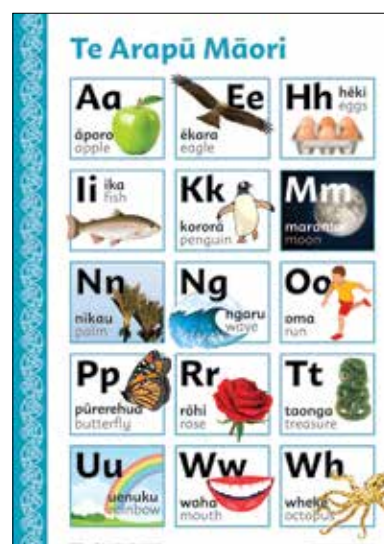 Te Arapū Māori
Aa
āporo
apple
Ee
ēkara
eagle
Hh
hēki
eggs
Ii
ika
fish
Kk
kororā
penguin
Mm
marama
moon
Nn
nikau
palm
Ng
ngaru
wave
Oo
oma
run
Pp
pūrerehua
butterfly
Rr
rōhi
rose
Tt
taonga
treasure
Uu
uenuku
rainbow
Ww
waha
mouth
Wh
wheke
octopus